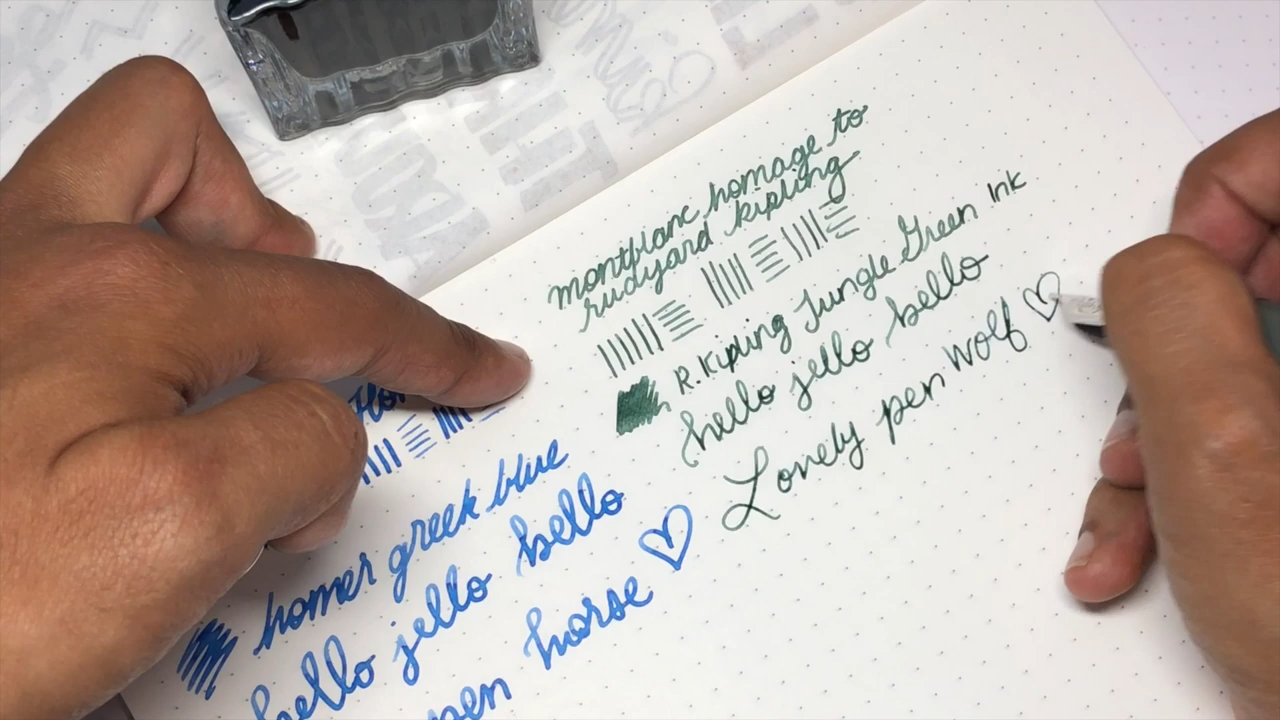 montblanc homage to
rudyard kipling
R. Kipling Jungle Green Ink
hello jello bello
Lovely pen wolf ♡
homer greek blue
hello jello bello
pen horse ♡